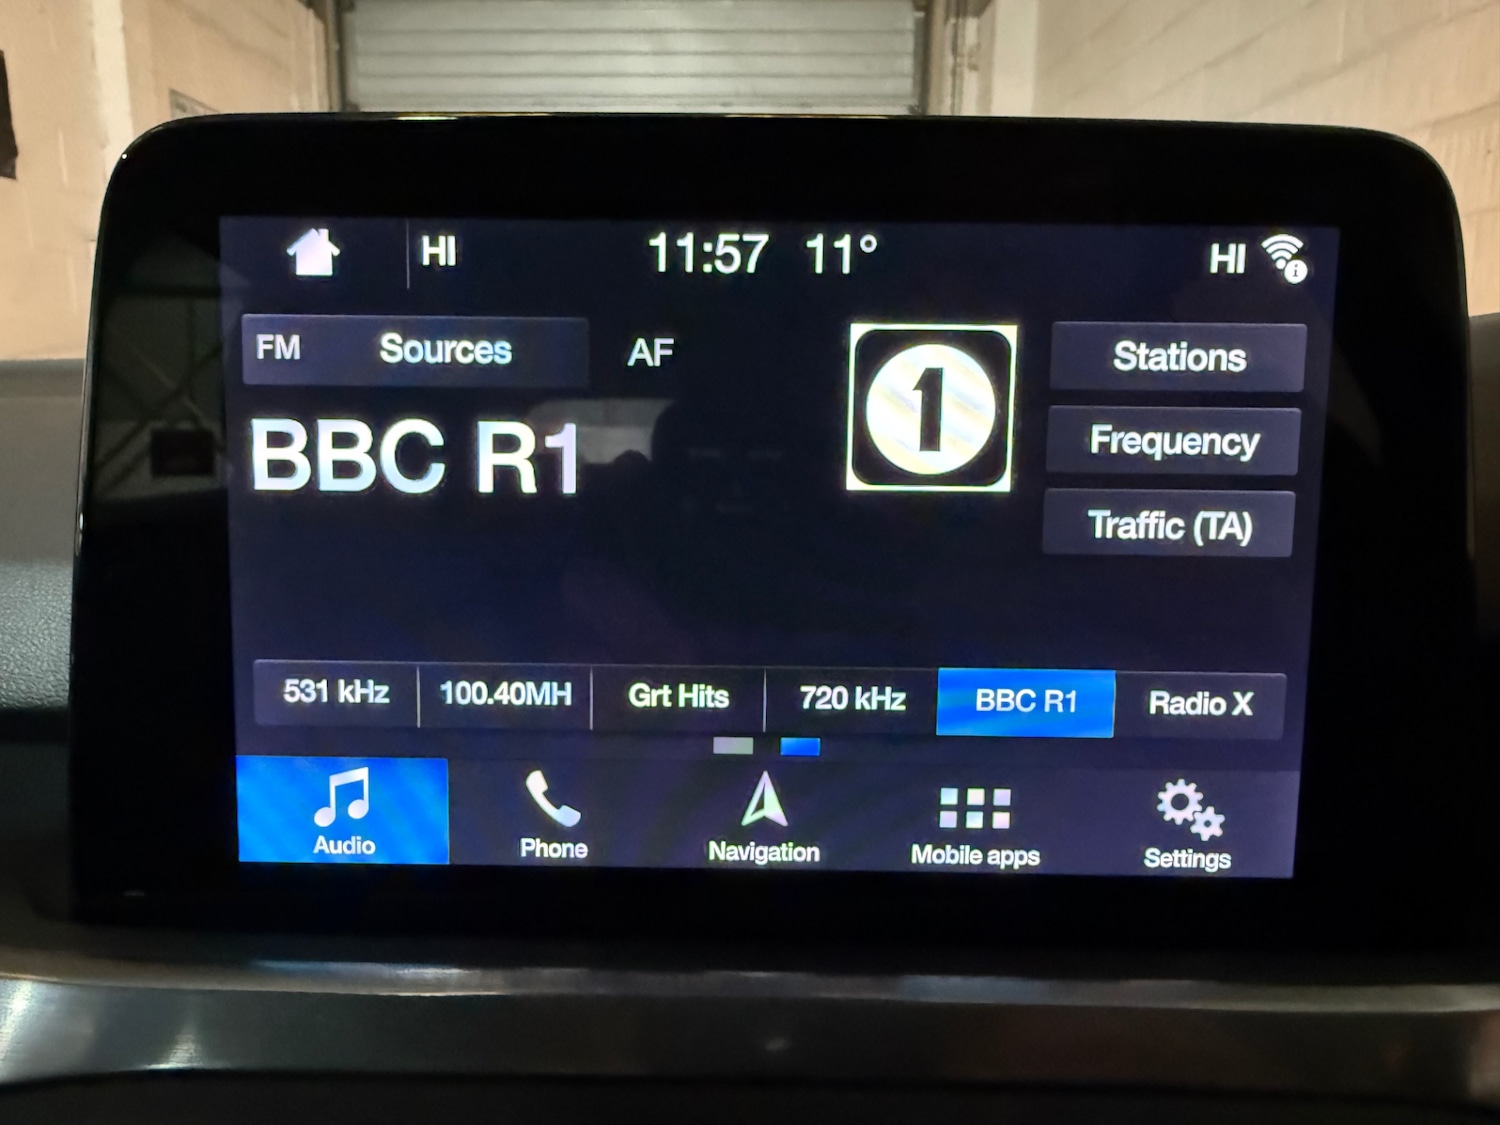 HI 11:57 11° HI
FM Sources AF
1
Stations
BBC R1
Frequency
Traffic (TA)
531 kHz 100.40MH Grt Hits 720 kHz BBC R1 Radio X
Audio Phone Navigation Mobile apps Settings